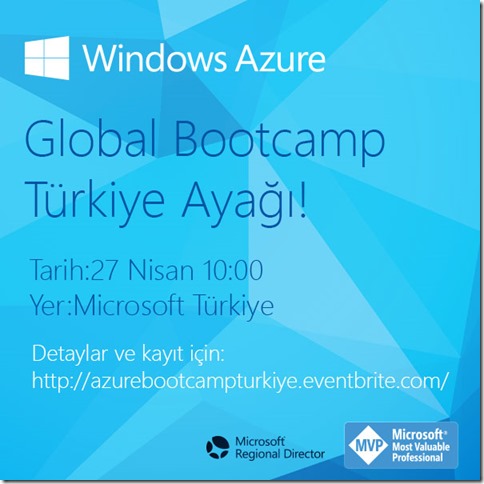 Windows Azure
Global Bootcamp
Türkiye Ayağı!
Tarih:27 Nisan 10:00
Yer:Microsoft Türkiye
Detaylar ve kayıt için:
http://azurebootcampturkiye.eventbrite.com/
Microsoft®
Regional Director
MVP
Microsoft®
Most Valuable
Professional